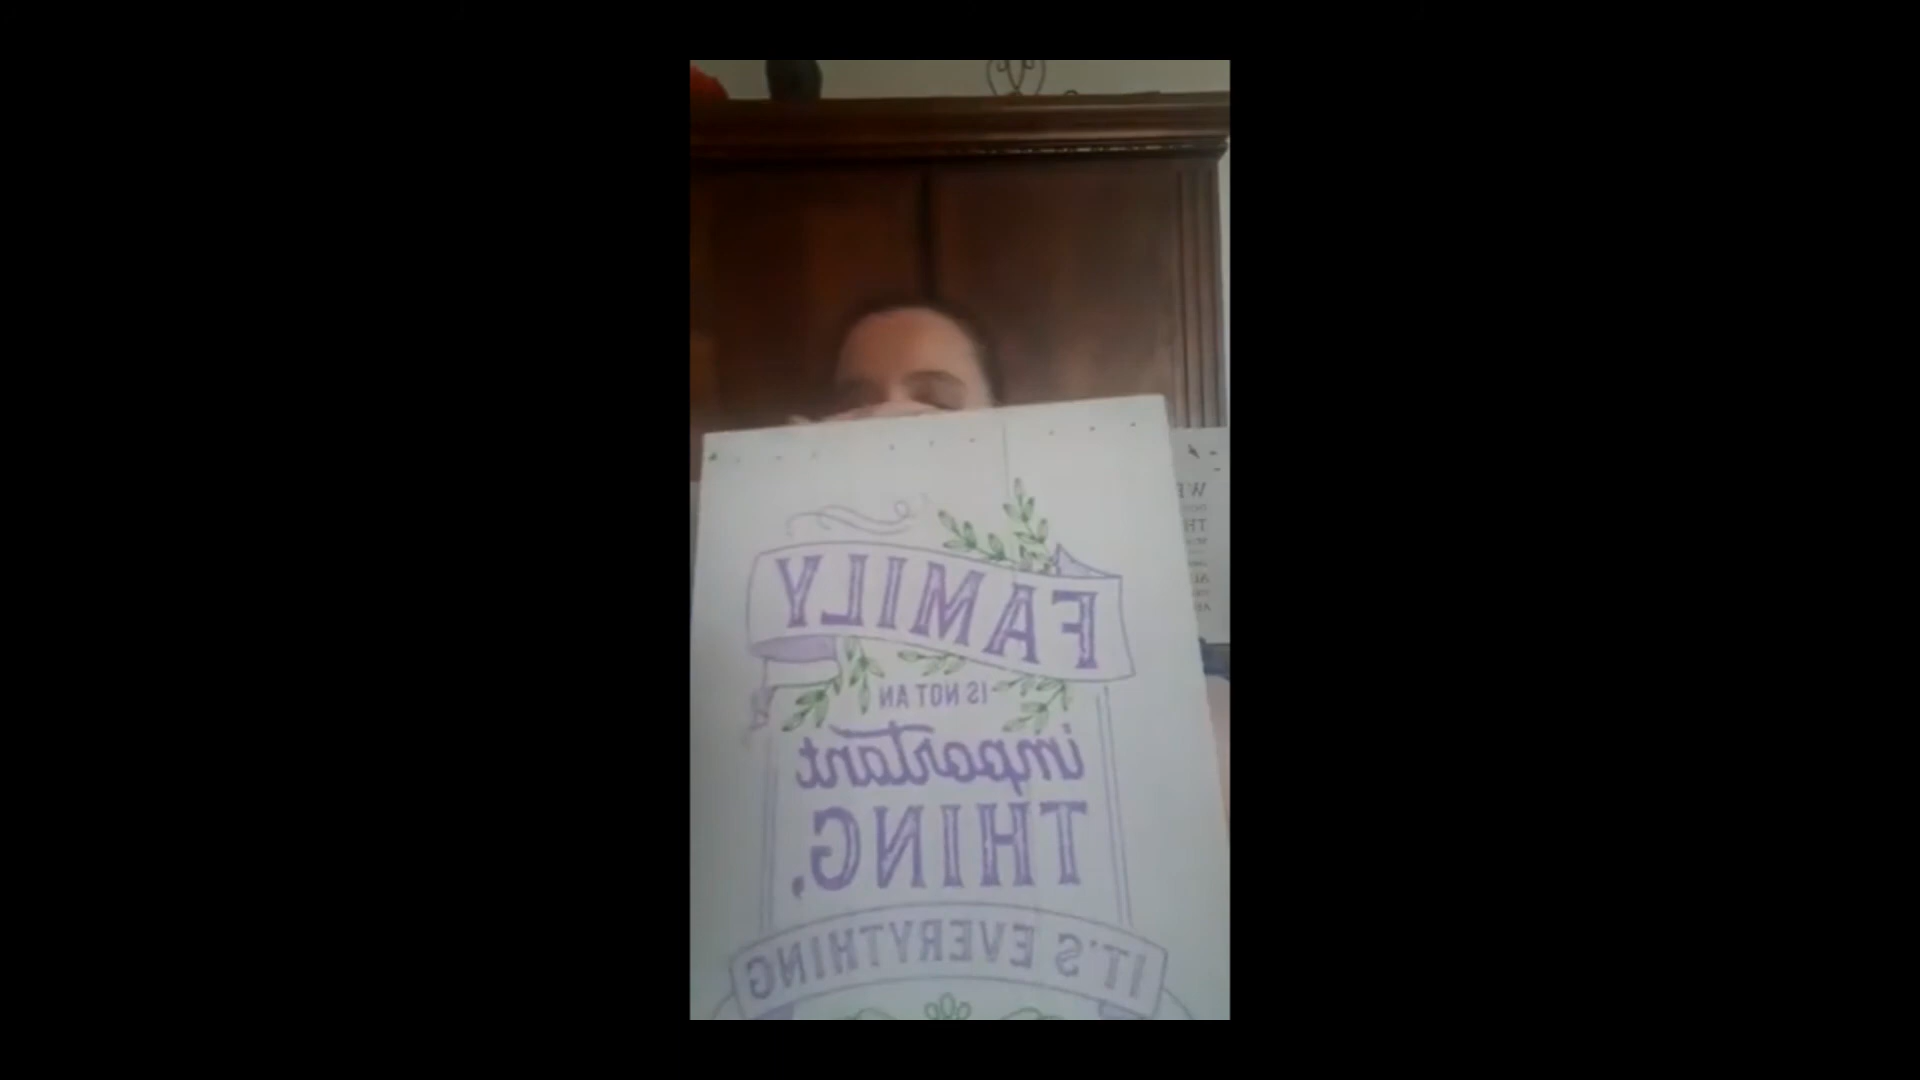 FAMILY
IS NOT AN
important
THING,
IT'S EVERYTHING